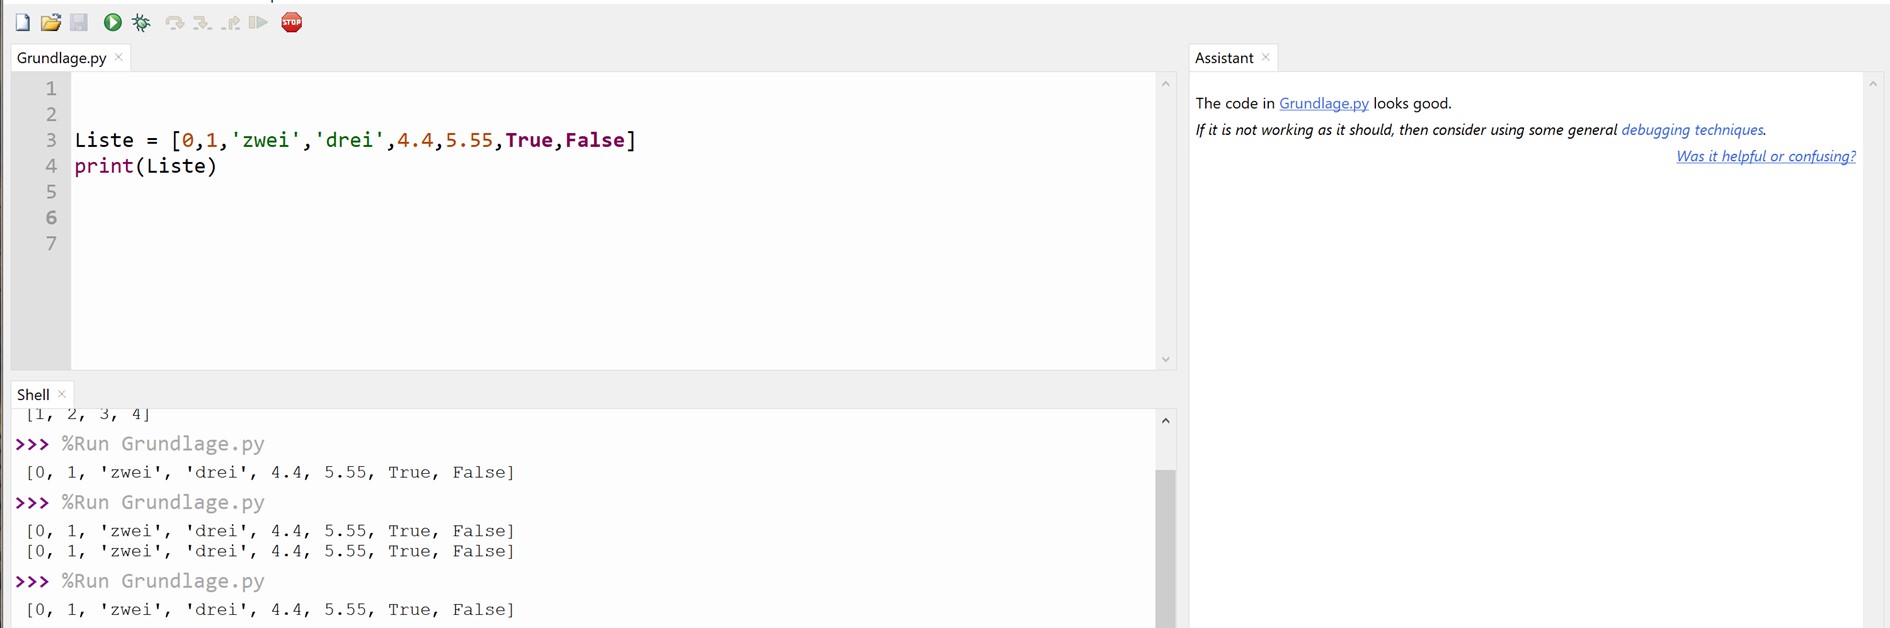 STOP
Grundlage.py
1
2
3 Liste = [0,1,'zwei','drei',4.4,5.55,True,False]
4 print(Liste)
5
6
7
Shell
[1, 2, 3, 4]
>>> %Run Grundlage.py
[0, 1, 'zwei', 'drei', 4.4, 5.55, True, False]
>>> %Run Grundlage.py
[0, 1, 'zwei', 'drei', 4.4, 5.55, True, False]
[0, 1, 'zwei', 'drei', 4.4, 5.55, True, False]
>>> %Run Grundlage.py
[0, 1, 'zwei', 'drei', 4.4, 5.55, True, False]
Assistant
The code in Grundlage.py looks good.
If it is not working as it should, then consider using some general debugging techniques.
Was it helpful or confusing?